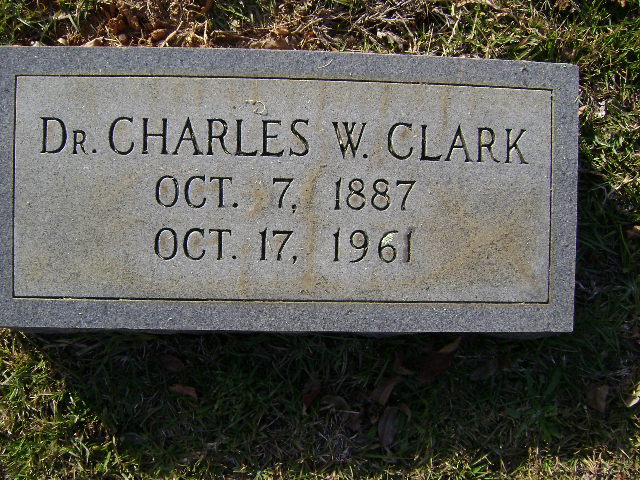 DR. CHARLES W. CLARK
OCT. 7, 1887
OCT. 17, 1961